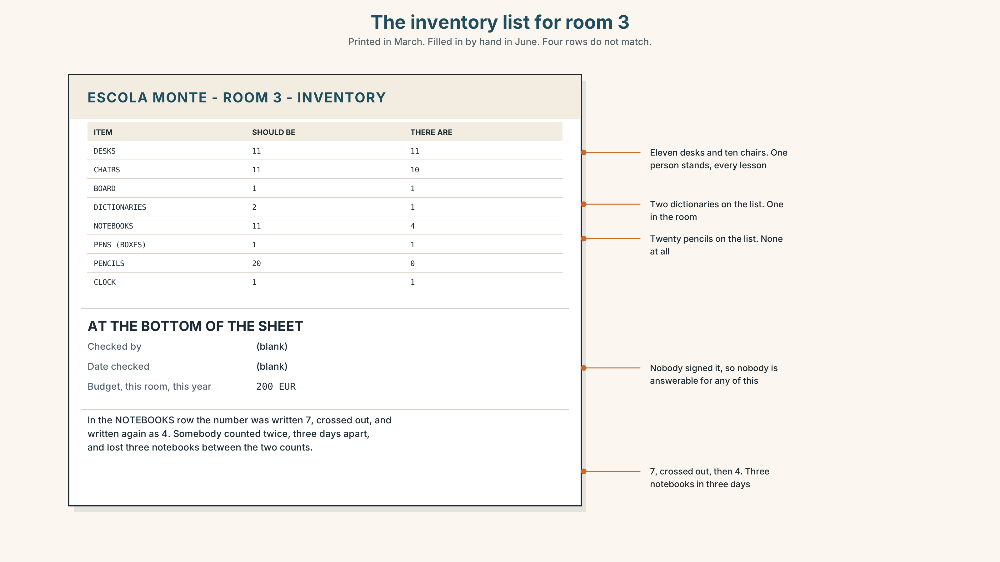 The inventory list for room 3
Printed in March. Filled in by hand in June. Four rows do not match.
ESCOLA MONTE - ROOM 3 - INVENTORY
ITEM SHOULD BE THERE ARE
DESKS 11 11
CHAIRS 11 10
BOARD 1 1
DICTIONARIES 2 1
NOTEBOOKS 11 4
PENS (BOXES) 1 1
PENCILS 20 0
CLOCK 1 1
AT THE BOTTOM OF THE SHEET
Checked by (blank)
Date checked (blank)
Budget, this room, this year 200 EUR
In the NOTEBOOKS row the number was written 7, crossed out, and
written again as 4. Somebody counted twice, three days apart,
and lost three notebooks between the two counts.
Eleven desks and ten chairs. One
person stands, every lesson
Two dictionaries on the list. One
in the room
Twenty pencils on the list. None
at all
Nobody signed it, so nobody is
answerable for any of this
7, crossed out, then 4. Three
notebooks in three days